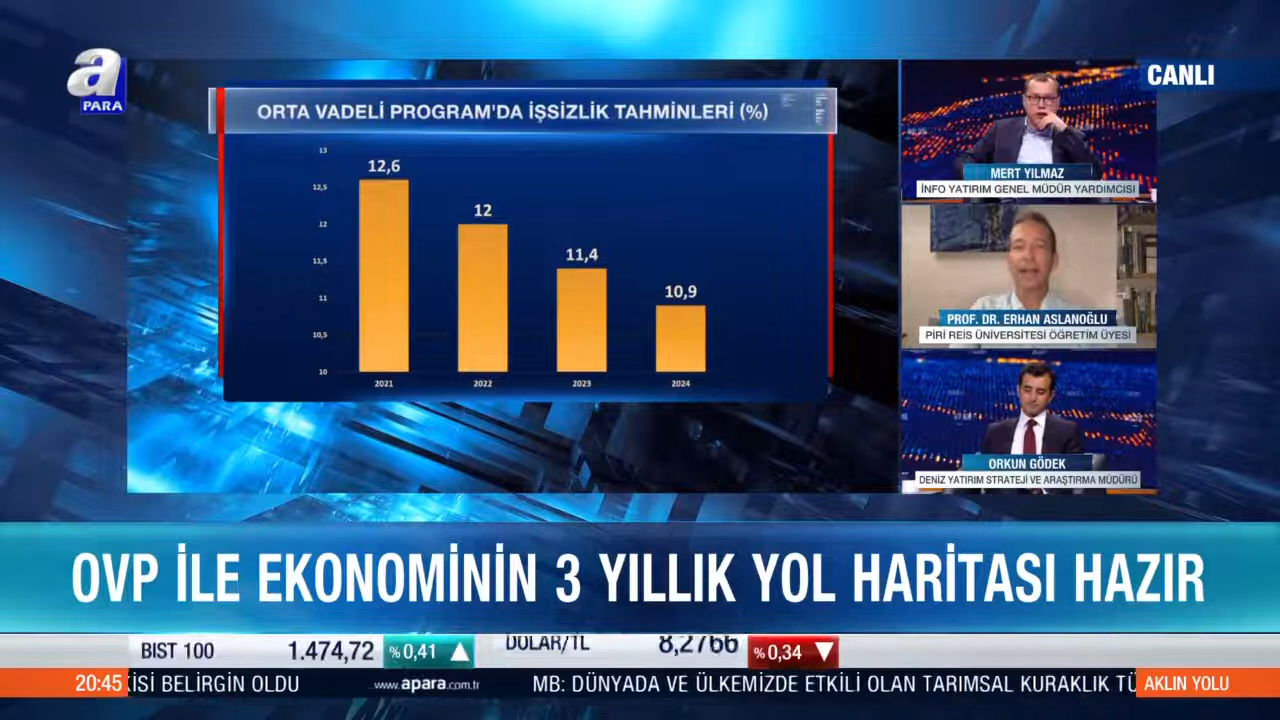 a
PARA
CANLI
ORTA VADELİ PROGRAM'DA İŞSİZLİK TAHMİNLERİ (%)
13
12,5
12
11,5
11
10,5
10
12,6
12
11,4
10,9
2021
2022
2023
2024
MERT YILMAZ
İNFO YATIRIM GENEL MÜDÜR YARDIMCISI
PROF. DR. ERHAN ASLANOĞLU
PİRİ REİS ÜNİVERSİTESİ ÖĞRETİM ÜYESİ
ORKUN GÖDEK
DENİZ YATIRIM STRATEJİ VE ARAŞTIRMA MÜDÜRÜ
OVP İLE EKONOMİNİN 3 YILLIK YOL HARİTASI HAZIR
BIST 100 1.474,72 %0,41 DOLAR/TL 8,2766 %0,34
20:45 KİSİ BELİRGİN OLDU www.apara.com.tr MB: DÜNYADA VE ÜLKEMİZDE ETKİLİ OLAN TARIMSAL KURAKLIK TÜ AKLIN YOLU